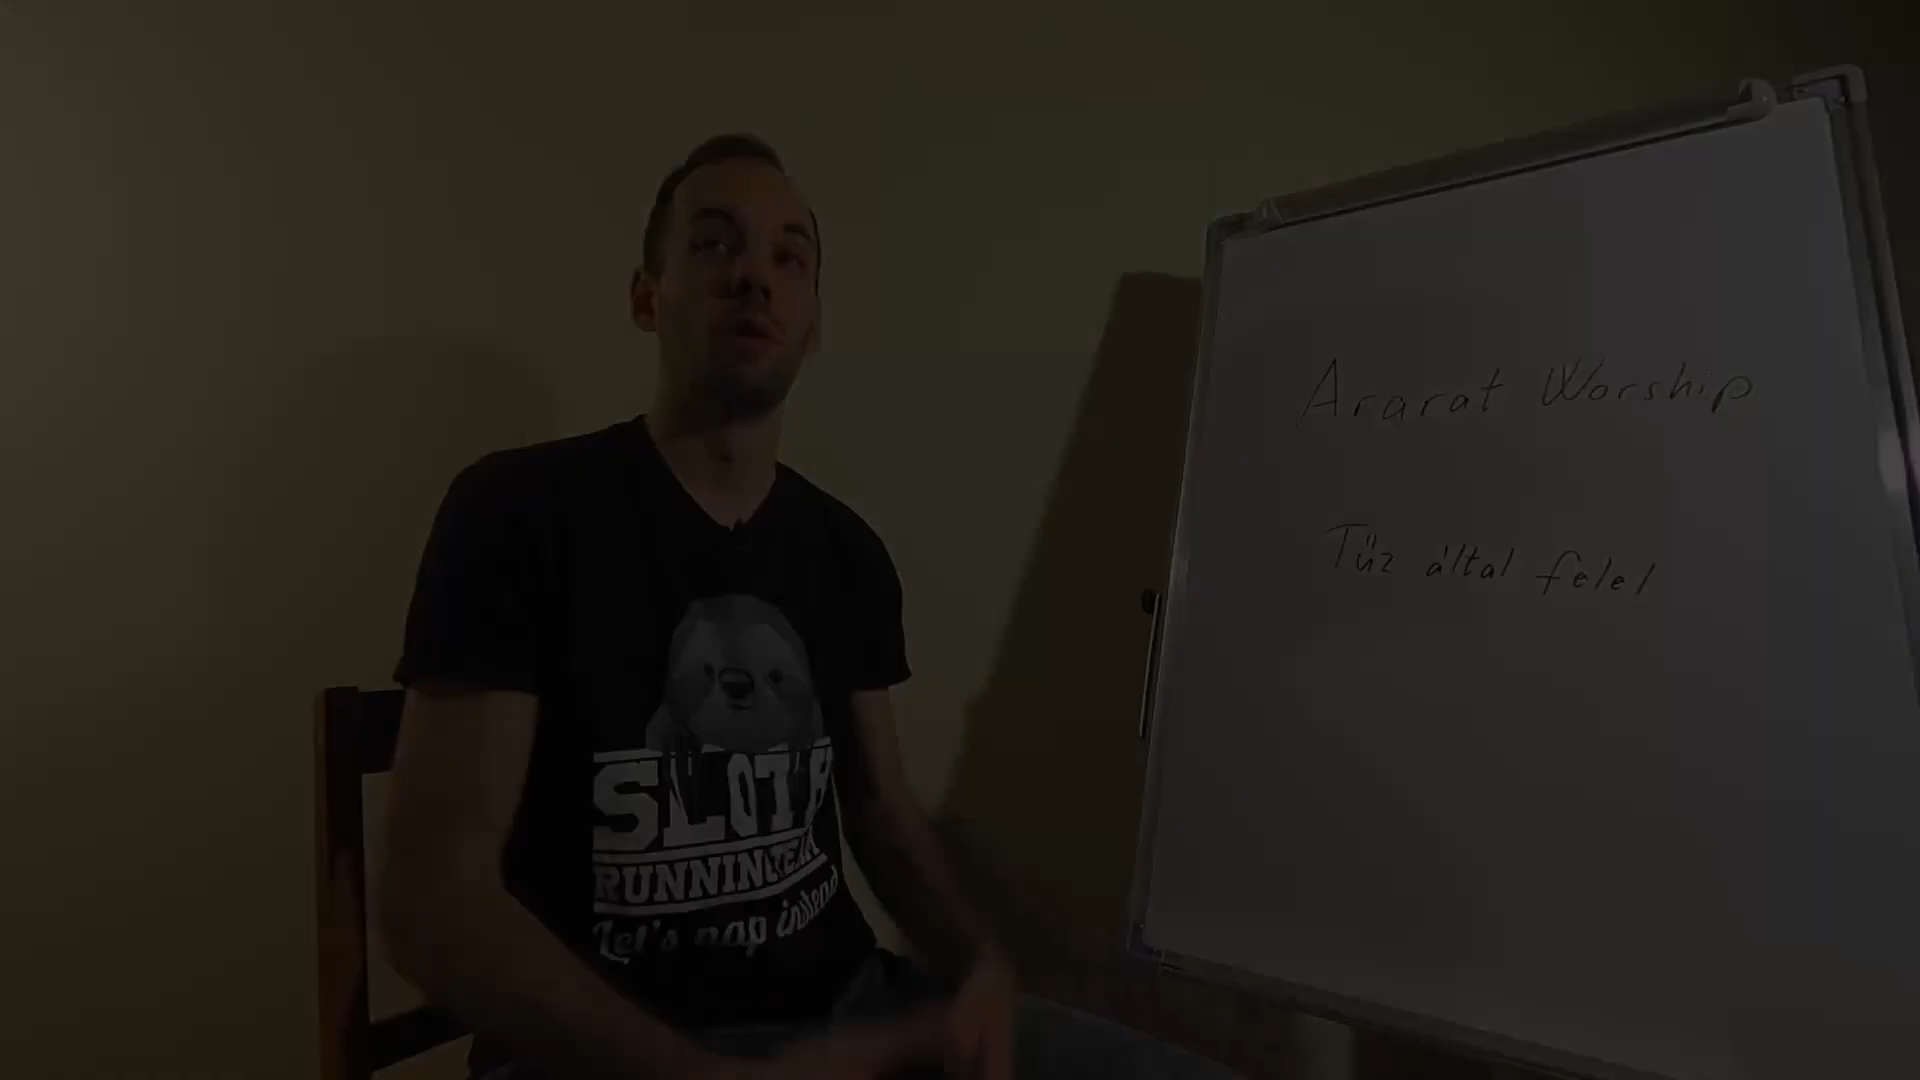 Ararat Worship
Tűz által felel
SLOTH
RUNNING TEAM
Let's nap instead